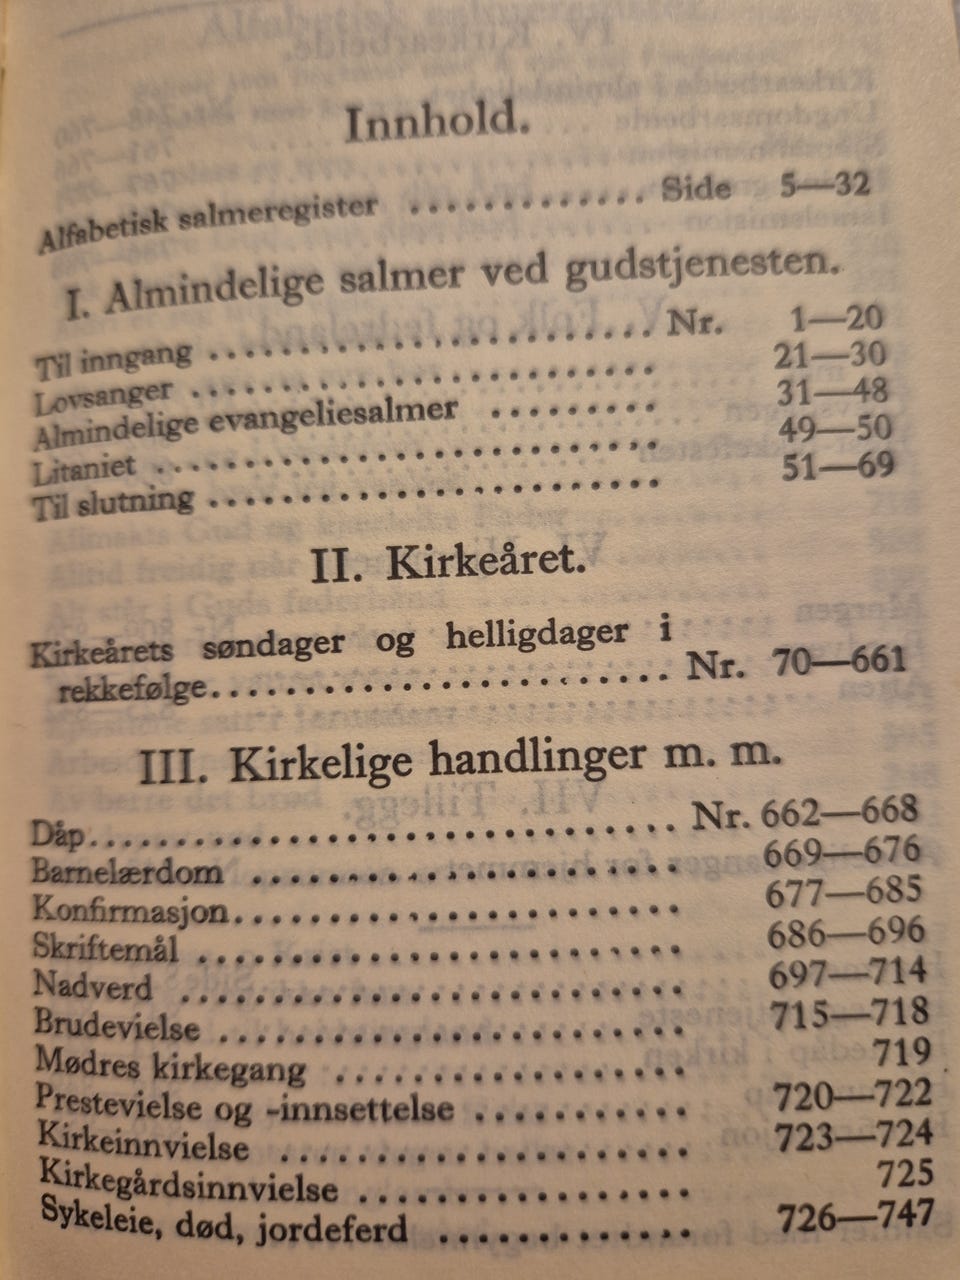 Innhold.
Alfabetisk salmeregister ............. Side 5—32
I. Almindelige salmer ved gudstjenesten.
Til inngang ........................ Nr. 1—20
Lovsanger ......................... 21—30
Almindelige evangeliesalmer ......... 31—48
Litaniet ........................... 49—50
Til slutning ........................ 51—69
II. Kirkeåret.
Kirkeårets søndager og helligdager i
rekkefølge.......................... Nr. 70—661
III. Kirkelige handlinger m. m.
Dåp................................ Nr. 662—668
Barnelærdom ...................... 669—676
Konfirmasjon....................... 677—685
Skriftemål ......................... 686—696
Nadverd .......................... 697—714
Brudevielse ........................ 715—718
Mødres kirkegang .................. 719
Prestevielse og -innsettelse ........... 720—722
Kirkeinnvielse ..................... 723—724
Kirkegårdsinnvielse ................. 725
Sykeleie, død, jordeferd ............. 726—747